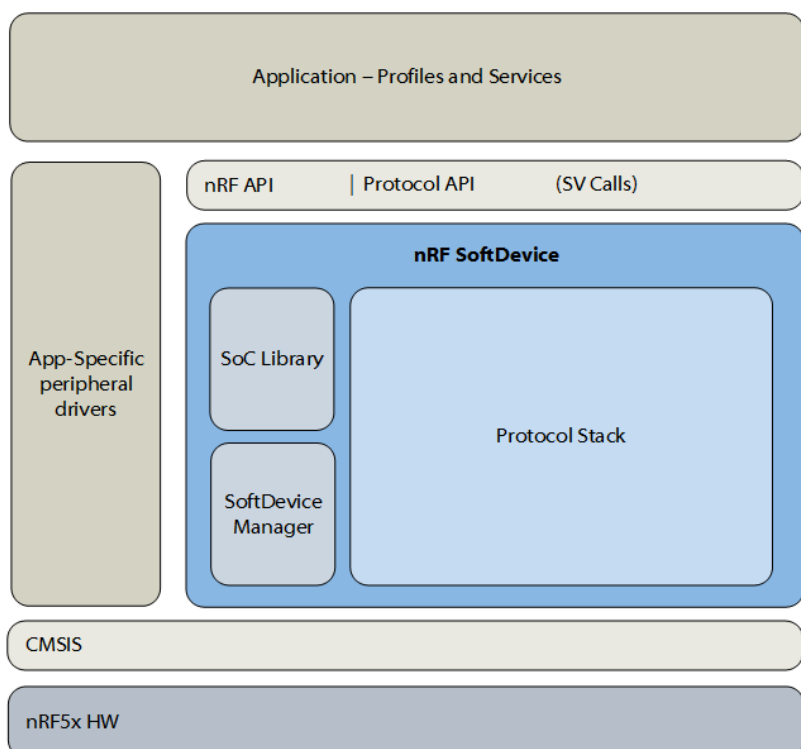 Application – Profiles and Services
nRF API | Protocol API (SV Calls)
nRF SoftDevice
App-Specific
peripheral
drivers
SoC Library
Protocol Stack
SoftDevice
Manager
CMSIS
nRF5x HW